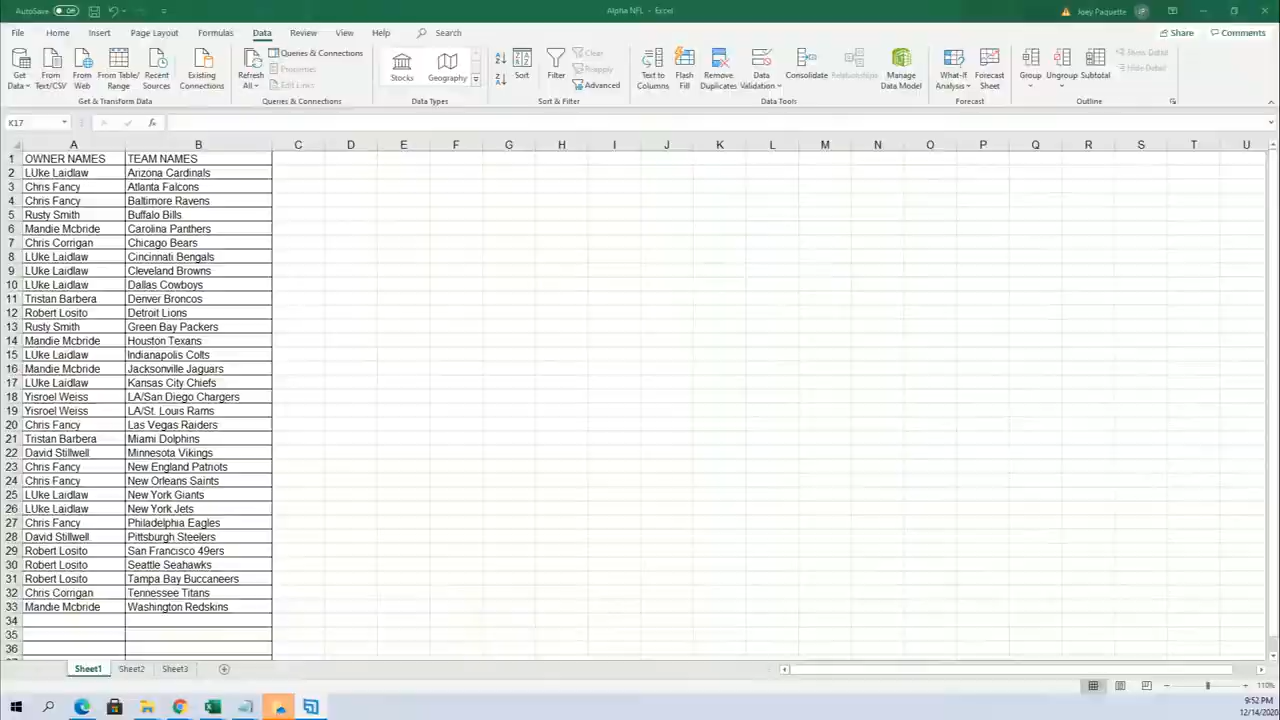 AutoSave Off Alpha NFL - Excel Joey Paquette
File Home Insert Page Layout Formulas Data Review View Help Search Share Comments
Get Data From Text/CSV From Web From Table/Range Recent Sources Existing Connections
Get & Transform Data
Refresh All Queries & Connections Properties Edit Links
Queries & Connections
Stocks Geography
Data Types
Sort Filter Clear Reapply Advanced
Sort & Filter
Text to Columns Flash Fill Remove Duplicates Data Validation Consolidate Relationships Manage Data Model
Data Tools
What-If Analysis Forecast Sheet
Forecast
Group Ungroup Subtotal Show Detail Hide Detail
Outline
K17 fx
A B C D E F G H I J K L M N O P Q R S T U
1 OWNER NAMES TEAM NAMES
2 LUke Laidlaw Arizona Cardinals
3 Chris Fancy Atlanta Falcons
4 Chris Fancy Baltimore Ravens
5 Rusty Smith Buffalo Bills
6 Mandie Mcbride Carolina Panthers
7 Chris Corrigan Chicago Bears
8 LUke Laidlaw Cincinnati Bengals
9 LUke Laidlaw Cleveland Browns
10 LUke Laidlaw Dallas Cowboys
11 Tristan Barbera Denver Broncos
12 Robert Losito Detroit Lions
13 Rusty Smith Green Bay Packers
14 Mandie Mcbride Houston Texans
15 LUke Laidlaw Indianapolis Colts
16 Mandie Mcbride Jacksonville Jaguars
17 LUke Laidlaw Kansas City Chiefs
18 Yisroel Weiss LA/San Diego Chargers
19 Yisroel Weiss LA/St. Louis Rams
20 Chris Fancy Las Vegas Raiders
21 Tristan Barbera Miami Dolphins
22 David Stillwell Minnesota Vikings
23 Chris Fancy New England Patriots
24 Chris Fancy New Orleans Saints
25 LUke Laidlaw New York Giants
26 LUke Laidlaw New York Jets
27 Chris Fancy Philadelphia Eagles
28 David Stillwell Pittsburgh Steelers
29 Robert Losito San Francisco 49ers
30 Robert Losito Seattle Seahawks
31 Robert Losito Tampa Bay Buccaneers
32 Chris Corrigan Tennessee Titans
33 Mandie Mcbride Washington Redskins
34
35
36
Sheet1 Sheet2 Sheet3
110%
9:52 PM
12/14/2020